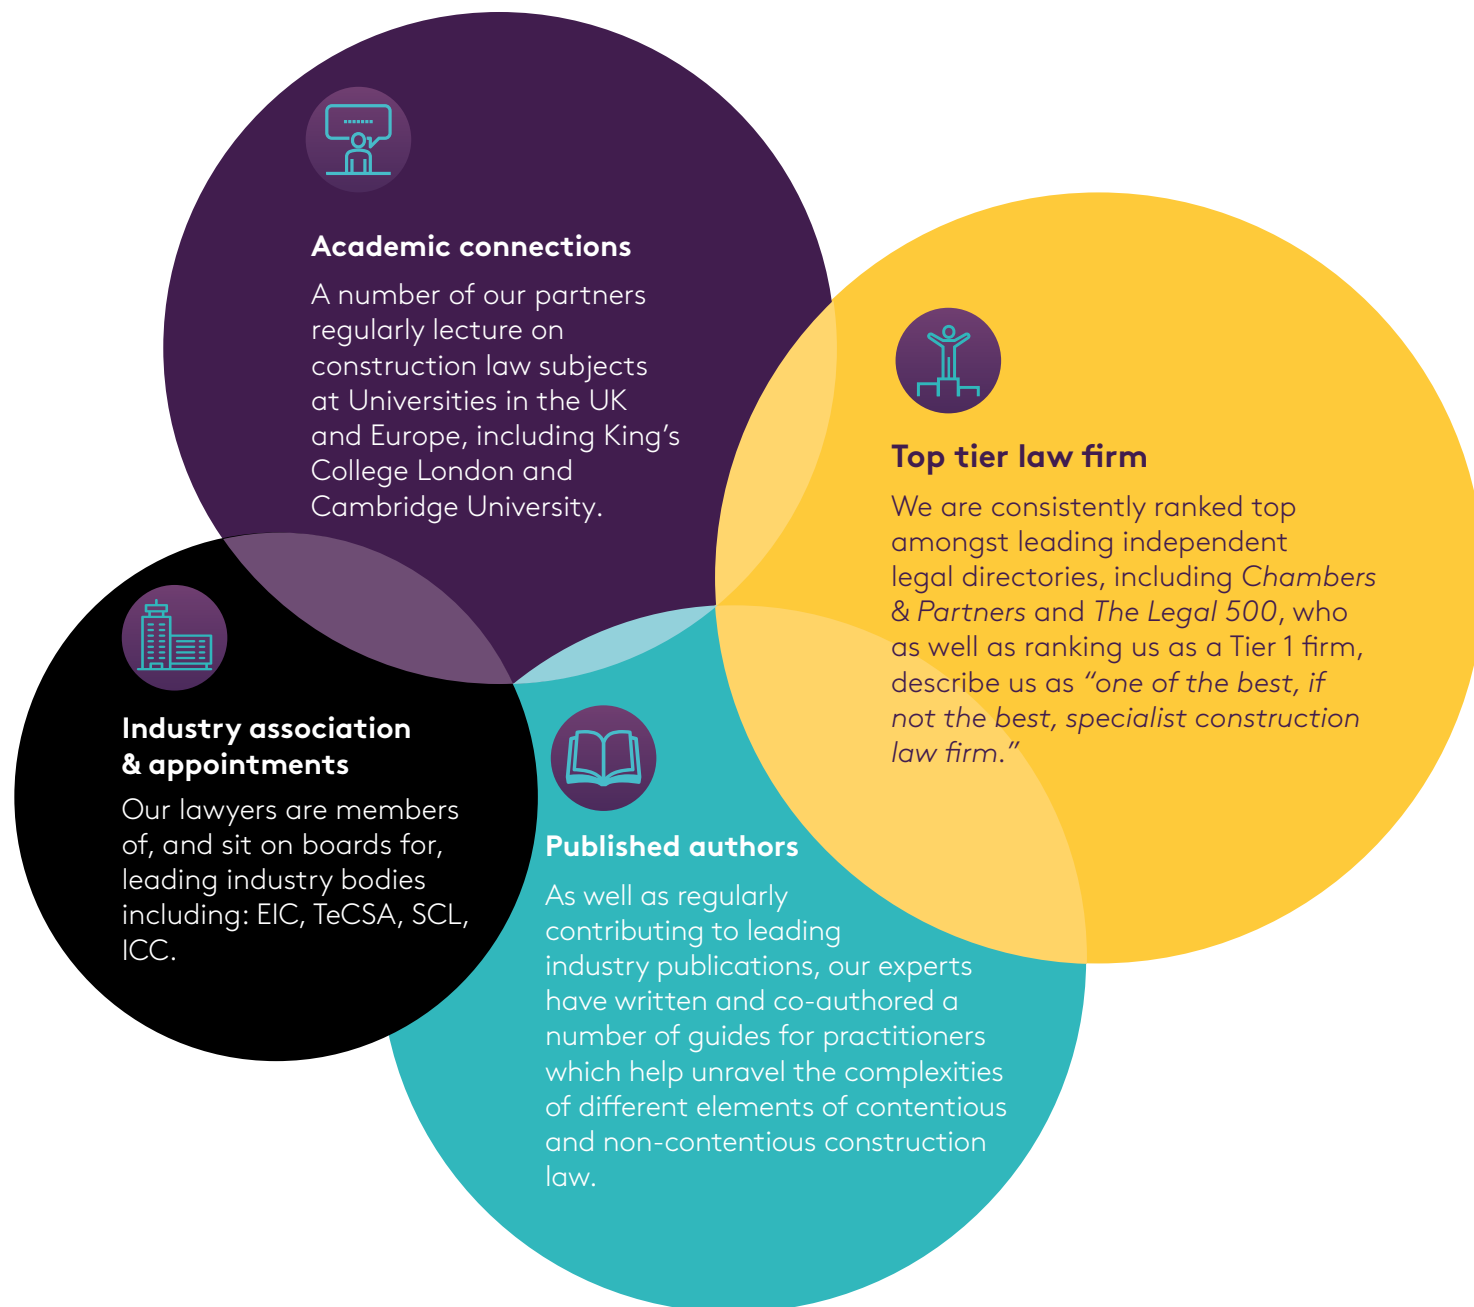 Academic connections
A number of our partners
regularly lecture on
construction law subjects
at Universities in the UK
and Europe, including King’s
College London and
Cambridge University.
Top tier law firm
We are consistently ranked top
amongst leading independent
legal directories, including Chambers
& Partners and The Legal 500, who
as well as ranking us as a Tier 1 firm,
describe us as “one of the best, if
not the best, specialist construction
law firm.”
Industry association
& appointments
Our lawyers are members
of, and sit on boards for,
leading industry bodies
including: EIC, TeCSA, SCL,
ICC.
Published authors
As well as regularly
contributing to leading
industry publications, our experts
have written and co-authored a
number of guides for practitioners
which help unravel the complexities
of different elements of contentious
and non-contentious construction
law.